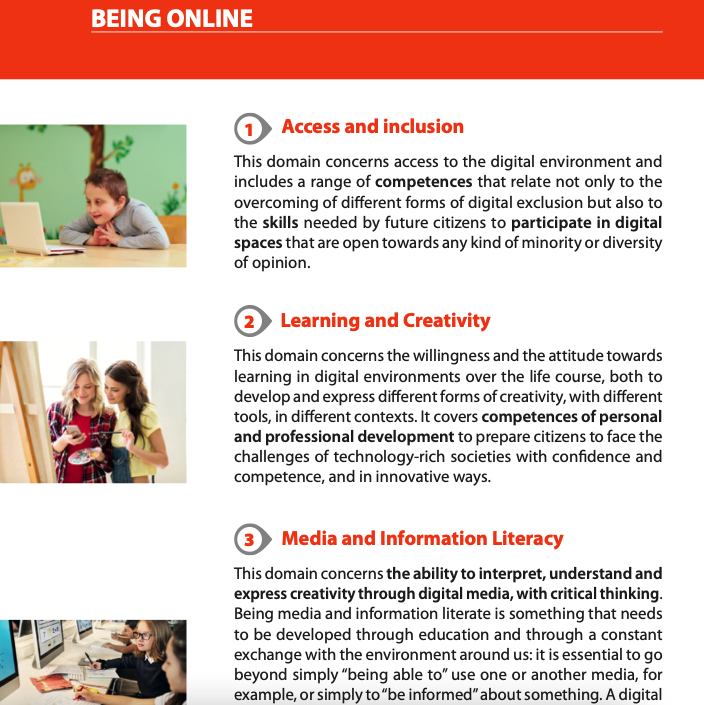 BEING ONLINE
1 Access and inclusion
This domain concerns access to the digital environment and
includes a range of competences that relate not only to the
overcoming of different forms of digital exclusion but also to
the skills needed by future citizens to participate in digital
spaces that are open towards any kind of minority or diversity
of opinion.
2 Learning and Creativity
This domain concerns the willingness and the attitude towards
learning in digital environments over the life course, both to
develop and express different forms of creativity, with different
tools, in different contexts. It covers competences of personal
and professional development to prepare citizens to face the
challenges of technology-rich societies with confidence and
competence, and in innovative ways.
3 Media and Information Literacy
This domain concerns the ability to interpret, understand and
express creativity through digital media, with critical thinking.
Being media and information literate is something that needs
to be developed through education and through a constant
exchange with the environment around us: it is essential to go
beyond simply “being able to” use one or another media, for
example, or simply to “be informed” about something. A digital